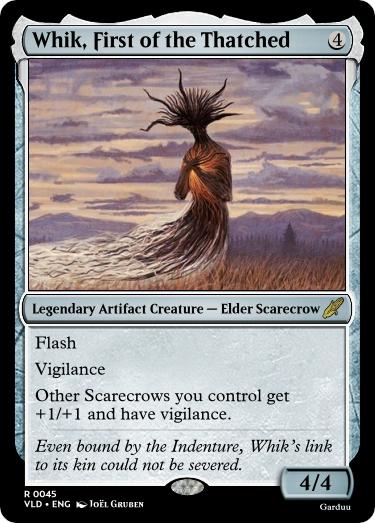 Whik, First of the Thatched 4
Legendary Artifact Creature — Elder Scarecrow
Flash
Vigilance
Other Scarecrows you control get
+1/+1 and have vigilance.
Even bound by the Indenture, Whik's link
to its kin could not be severed.
4/4
R 0045
VLD • ENG Joël Gruben
Garduu